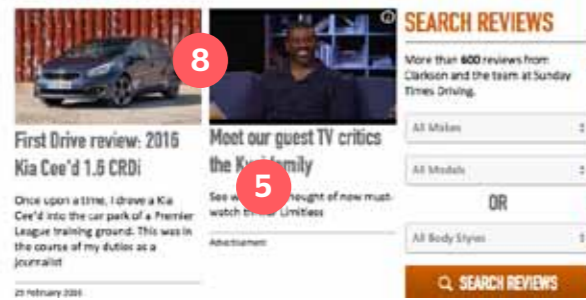 8
First Drive review: 2016
Kia Cee'd 1.6 CRDi
Once upon a time, I drove a Kia
Cee'd into the car park of a Premier
League training ground. This was in
the course of my duties as a
journalist
25 February 2016
Meet our guest TV critics
the family
5
See hought of new must-
watch Limitless
Advertisement
SEARCH REVIEWS
More than 600 reviews from
Clarkson and the team at Sunday
Times Driving.
All Makes
All Models
OR
All Body Styles
SEARCH REVIEWS